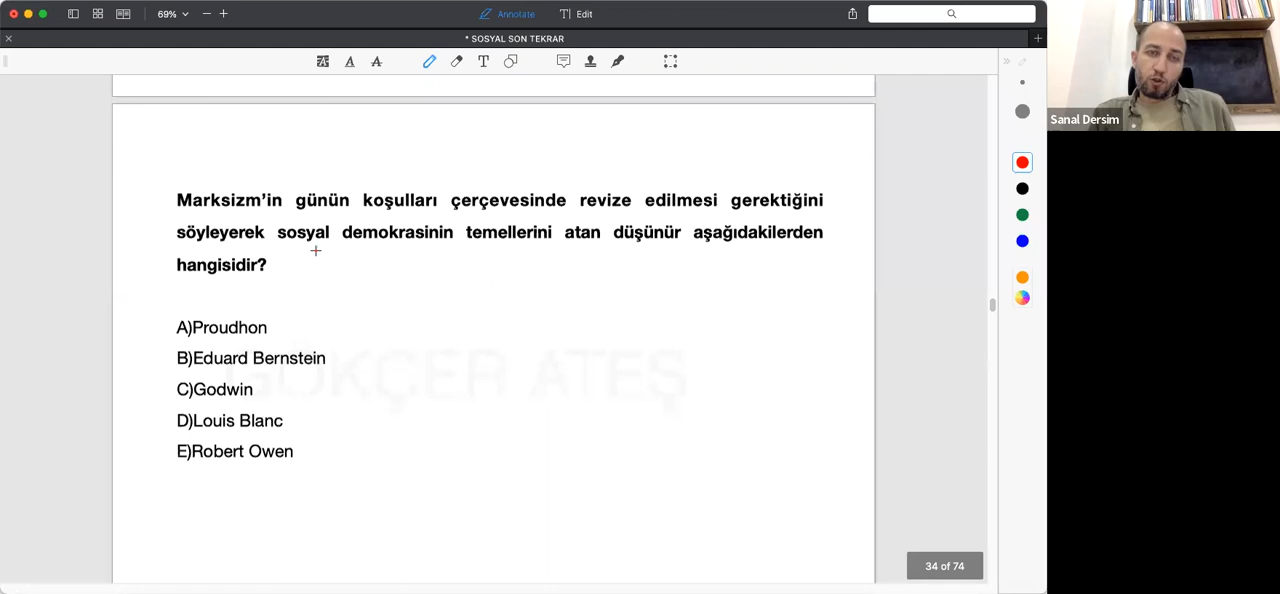 69%
Annotate
Edit
* SOSYAL SON TEKRAR
Sanal Dersim
Marksizm’in günün koşulları çerçevesinde revize edilmesi gerektiğini
söyleyerek sosyal demokrasinin temellerini atan düşünür aşağıdakilerden
hangisidir?
A)Proudhon
B)Eduard Bernstein
C)Godwin
D)Louis Blanc
E)Robert Owen
GÖKÇER ATEŞ
34 of 74